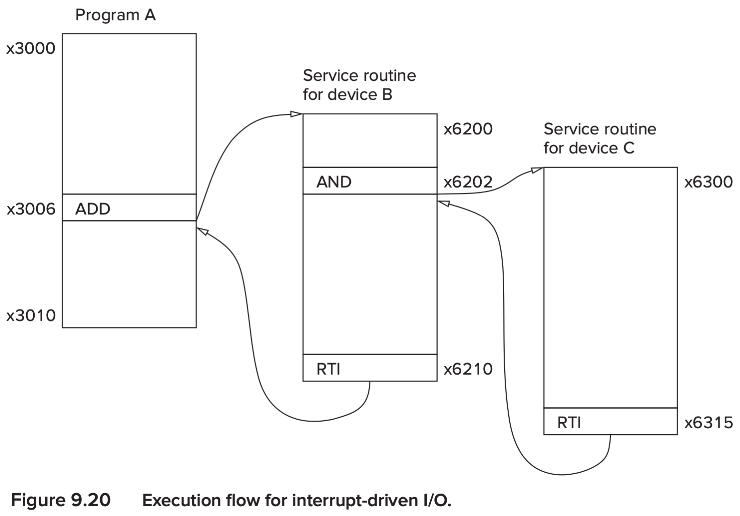 Program A
x3000
x3006
ADD
x3010
Service routine
for device B
x6200
AND
x6202
RTI
x6210
Service routine
for device C
x6300
RTI
x6315
Figure 9.20 Execution flow for interrupt-driven I/O.